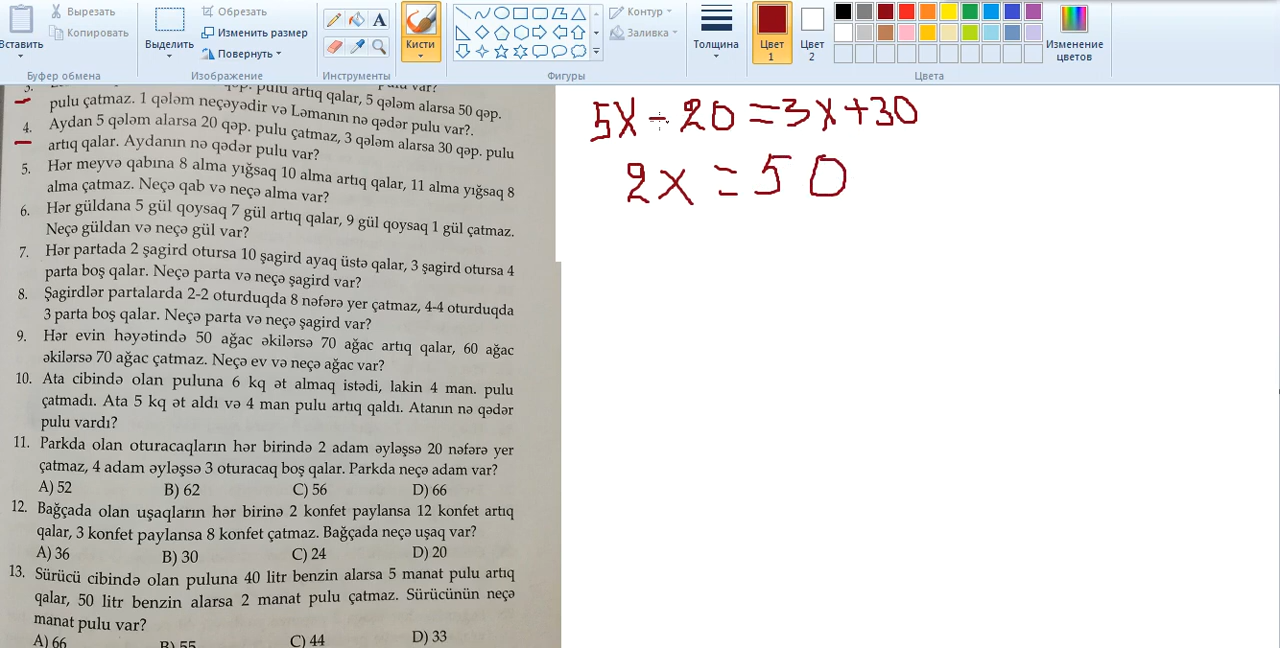 Вырезать
Копировать
Вставить
Буфер обмена
Выделить
Обрезать
Изменить размер
Повернуть
Изображение
A
Инструменты
Кисти
Контур
Заливка
Фигуры
Толщина
Цвет
1
Цвет
2
Изменение
цветов
Цвета
3.
pulu artıq qalar, 5 qələm alarsa 50 qəp.
pulu çatmaz. 1 qələm neçəyədir və Ləmanın nə qədər pulu var?.
4. Aydan 5 qələm alarsa 20 qəp. pulu çatmaz, 3 qələm alarsa 30 qəp. pulu
artıq qalar. Aydanın nə qədər pulu var?
5. Hər meyvə qabına 8 alma yığsaq 10 alma artıq qalar, 11 alma yığsaq 8
alma çatmaz. Neçə qab və neçə alma var?
6. Hər güldana 5 gül qoysaq 7 gül artıq qalar, 9 gül qoysaq 1 gül çatmaz.
Neçə güldan və neçə gül var?
7. Hər partada 2 şagird otursa 10 şagird ayaq üstə qalar, 3 şagird otursa 4
parta boş qalar. Neçə parta və neçə şagird var?
8. Şagirdlər partalarda 2-2 oturduqda 8 nəfərə yer çatmaz, 4-4 oturduqda
3 parta boş qalar. Neçə parta və neçə şagird var?
9. Hər evin həyətində 50 ağac əkilərsə 70 ağac artıq qalar, 60 ağac
əkilərsə 70 ağac çatmaz. Neçə ev və neçə ağac var?
10. Ata cibində olan puluna 6 kq ət almaq istədi, lakin 4 man. pulu
çatmadı. Ata 5 kq ət aldı və 4 man pulu artıq qaldı. Atanın nə qədər
pulu vardı?
11. Parkda olan oturacaqların hər birində 2 adam əyləşsə 20 nəfərə yer
çatmaz, 4 adam əyləşsə 3 oturacaq boş qalar. Parkda neçə adam var?
A) 52 B) 62 C) 56 D) 66
12. Bağçada olan uşaqların hər birinə 2 konfet paylansa 12 konfet artıq
qalar, 3 konfet paylansa 8 konfet çatmaz. Bağçada neçə uşaq var?
A) 36 B) 30 C) 24 D) 20
13. Sürücü cibində olan puluna 40 litr benzin alarsa 5 manat pulu artıq
qalar, 50 litr benzin alarsa 2 manat pulu çatmaz. Sürücünün neçə
manat pulu var?
A) 66 B) 55 C) 44 D) 33
5x - 20 = 3x + 30
2x = 50